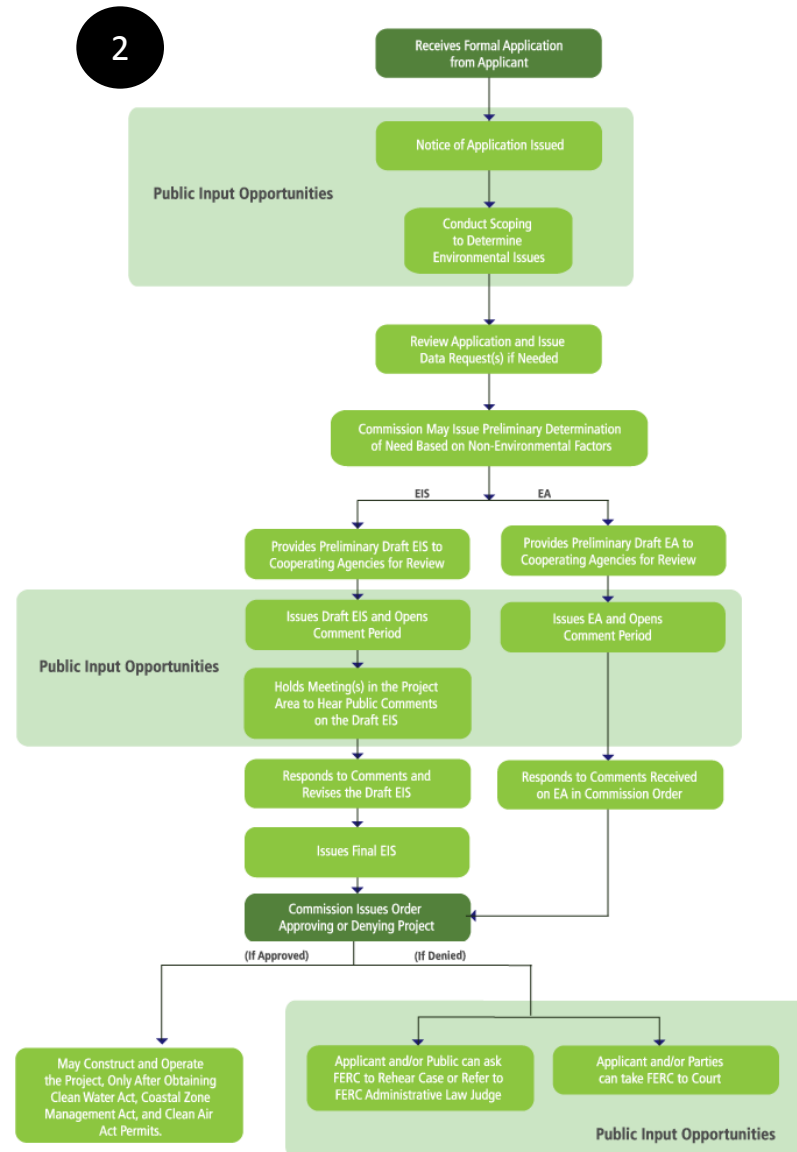 2
Receives Formal Application
from Applicant
Notice of Application Issued
Public Input Opportunities
Conduct Scoping
to Determine
Environmental Issues
Review Application and Issue
Data Request(s) if Needed
Commission May Issue Preliminary Determination
of Need Based on Non-Environmental Factors
EIS
EA
Provides Preliminary Draft EIS to
Cooperating Agencies for Review
Provides Preliminary Draft EA to
Cooperating Agencies for Review
Issues Draft EIS and Opens
Comment Period
Issues EA and Opens
Comment Period
Public Input Opportunities
Holds Meeting(s) in the Project
Area to Hear Public Comments
on the Draft EIS
Responds to Comments and
Revises the Draft EIS
Responds to Comments Received
on EA in Commission Order
Issues Final EIS
Commission Issues Order
Approving or Denying Project
(If Approved)
(If Denied)
May Construct and Operate
the Project, Only After Obtaining
Clean Water Act, Coastal Zone
Management Act, and Clean Air
Act Permits.
Applicant and/or Public can ask
FERC to Rehear Case or Refer to
FERC Administrative Law Judge
Applicant and/or Parties
can take FERC to Court
Public Input Opportunities